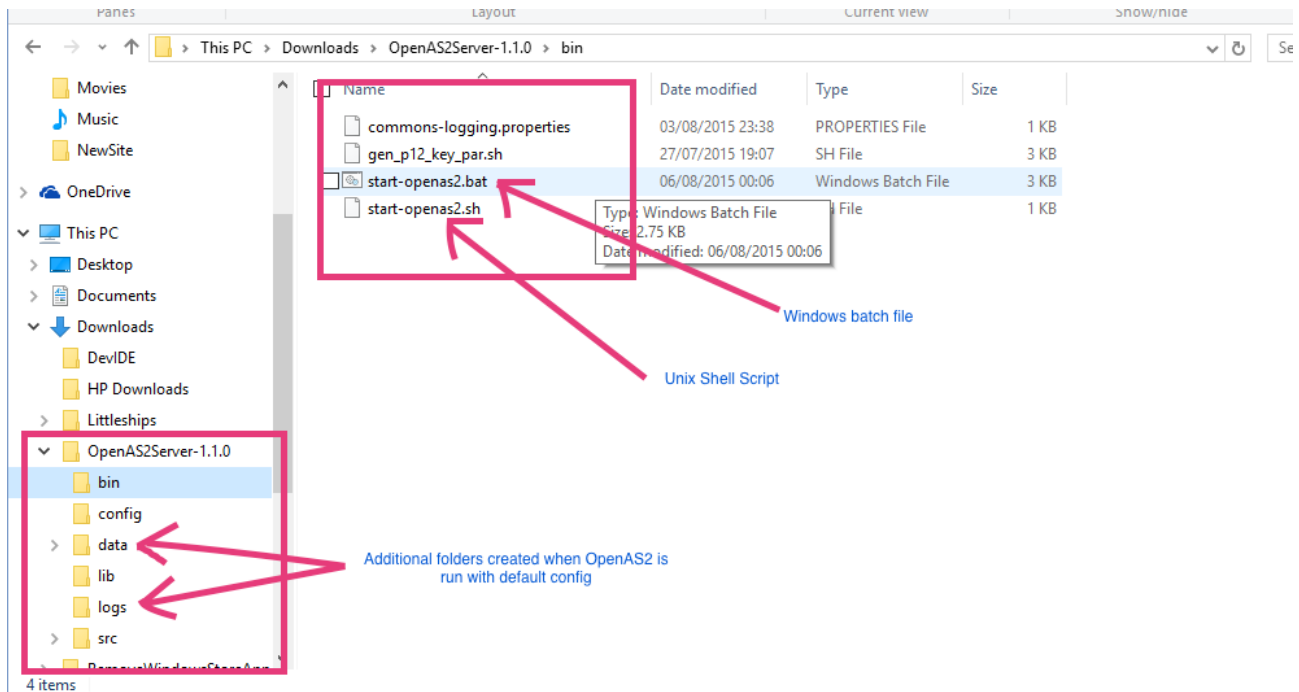 Panes Layout Current view Show/hide
This PC > Downloads > OpenAS2Server-1.1.0 > bin Se
Movies
Music
NewSite
OneDrive
This PC
Desktop
Documents
Downloads
DevIDE
HP Downloads
Littleships
OpenAS2Server-1.1.0
bin
config
data
lib
logs
src
RemoveWindowsStoreApp
4 items
Name Date modified Type Size
commons-logging.properties 03/08/2015 23:38 PROPERTIES File 1 KB
gen_p12_key_par.sh 27/07/2015 19:07 SH File 3 KB
start-openas2.bat 06/08/2015 00:06 Windows Batch File 3 KB
start-openas2.sh File 1 KB
Type: Windows Batch File
Size: 2.75 KB
Date modified: 06/08/2015 00:06
Windows batch file
Unix Shell Script
Additional folders created when OpenAS2 is
run with default config